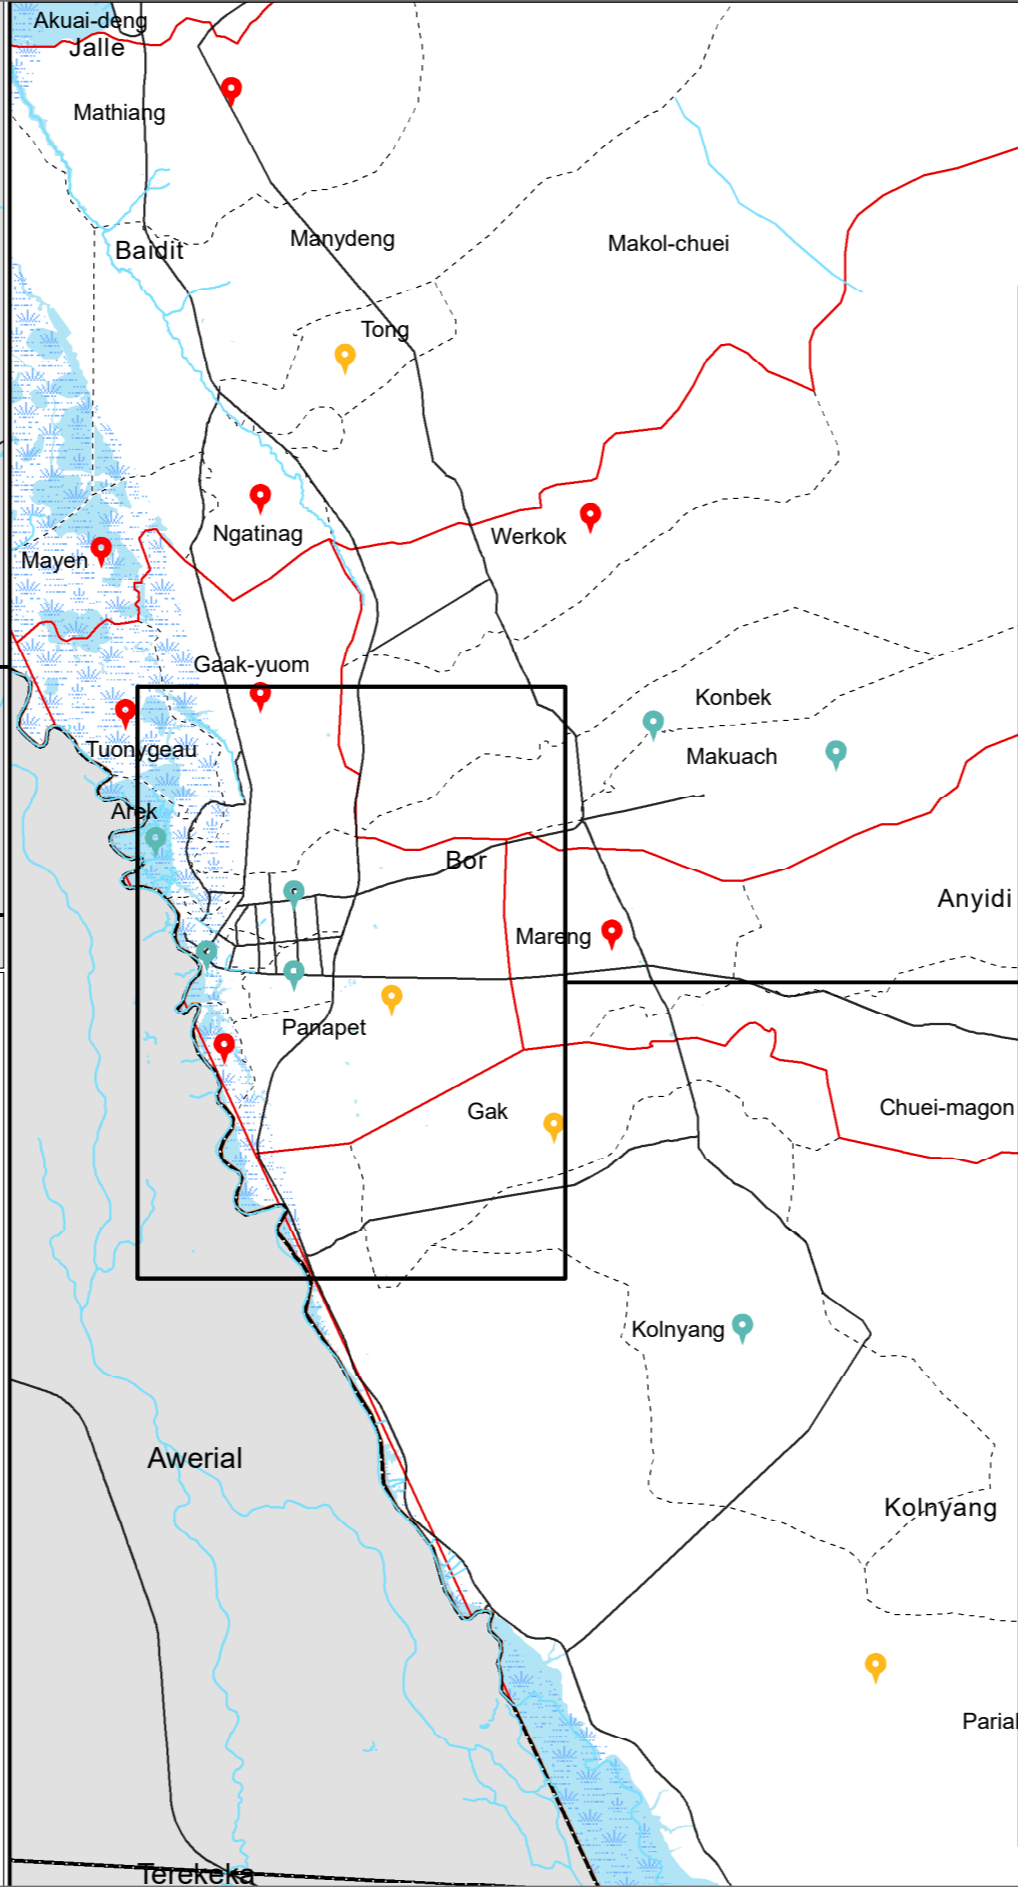 Akuai-deng
Jalle
Mathiang
Manydeng
Makol-chuei
Baidit
Tong
Ngatinag
Werkok
Mayen
Gaak-yuom
Konbek
Tuonygeau
Makuach
Arek
Bor
Anyidi
Mareng
Panapet
Gak
Chuei-magon
Kolnyang
Awerial
Kolnyang
Pariak
Terekeka